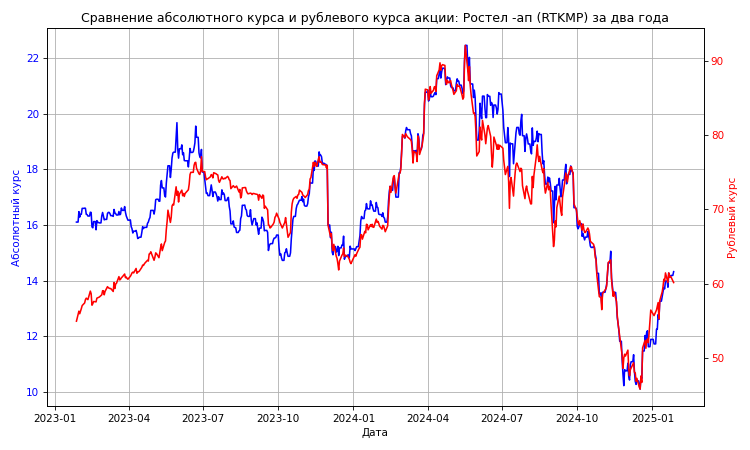 Сравнение абсолютного курса и рублевого курса акции: Ростел -ап (RTKMP) за два года
Абсолютный курс
22
20
18
16
14
12
10
90
80
70
60
50
Рублевый курс
2023-01 2023-04 2023-07 2023-10 2024-01 2024-04 2024-07 2024-10 2025-01
Дата